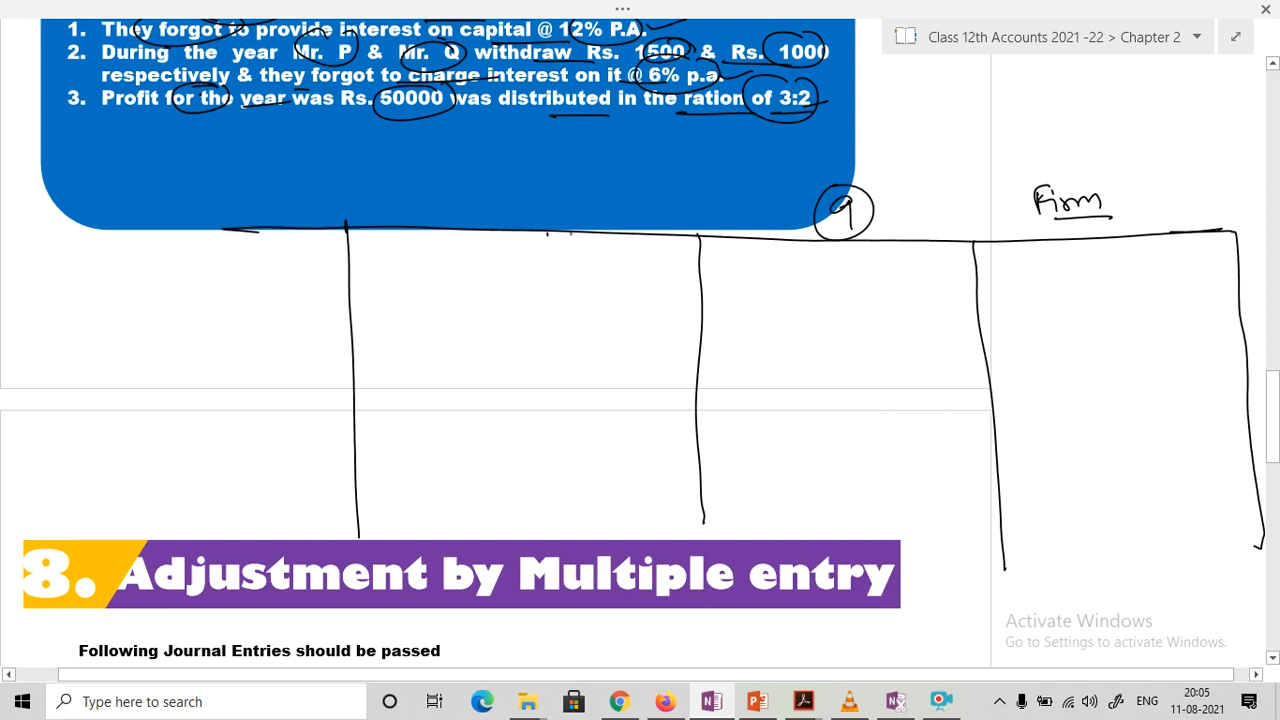 Class 12th Accounts 2021 -22 > Chapter 2
1. They forgot to provide interest on capital @ 12% P.A.
2. During the year Mr. P & Mr. Q withdraw Rs. 1500 & Rs. 1000
respectively & they forgot to charge interest on it @ 6% p.a.
3. Profit for the year was Rs. 50000 was distributed in the ration of 3:2
Firm
8. Adjustment by Multiple entry
Following Journal Entries should be passed
Activate Windows
Go to Settings to activate Windows.
Type here to search
ENG
20:05
11-08-2021